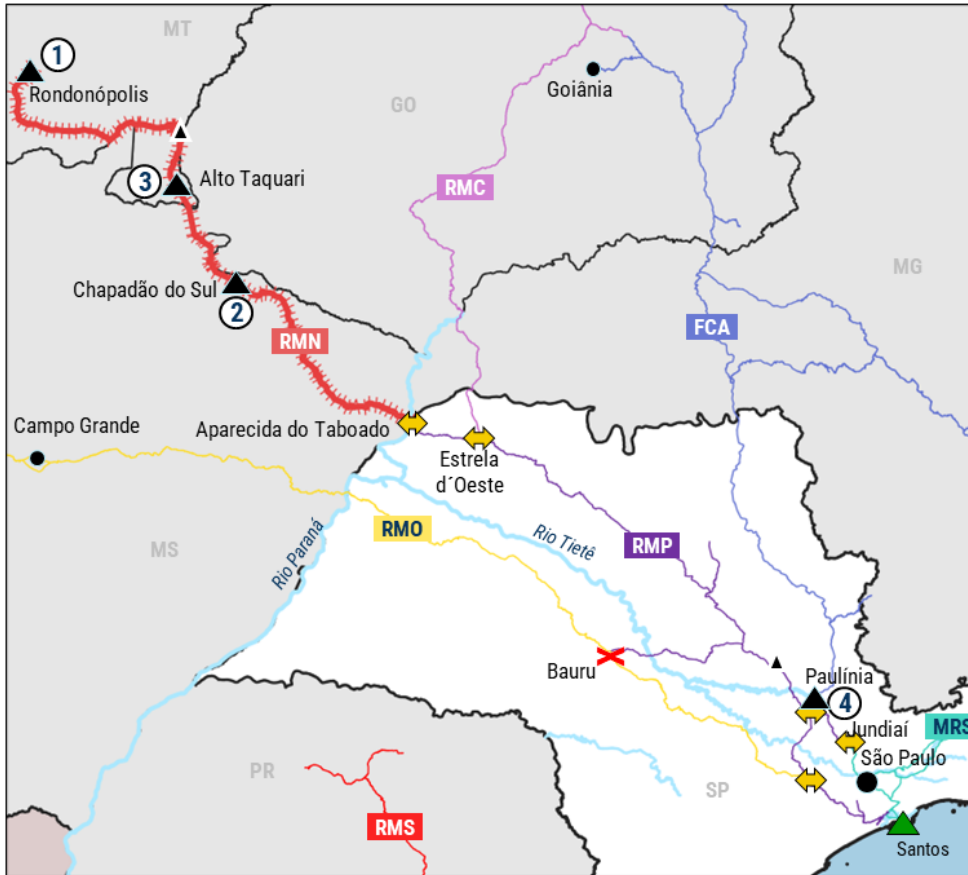 MT
1
Rondonópolis
GO
Goiânia
3
Alto Taquari
RMC
MG
Chapadão do Sul
2
RMN
FCA
Campo Grande
Aparecida do Taboado
Estrela
d´Oeste
RMO
Rio Tietê
RMP
MS
Rio Paraná
Bauru
Paulínia
4
Jundiaí
MRS
São Paulo
PR
SP
RMS
Santos